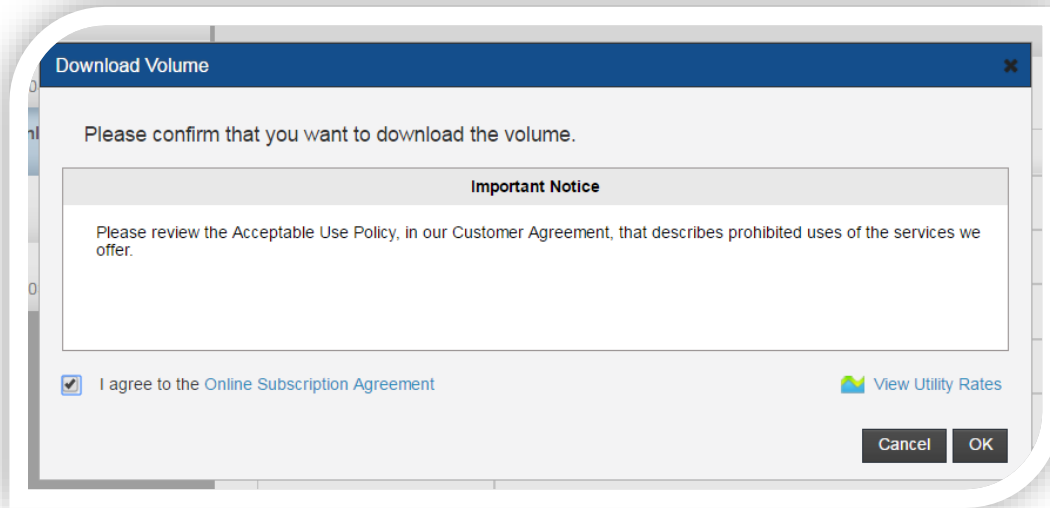 Download Volume
Please confirm that you want to download the volume.
Important Notice
Please review the Acceptable Use Policy, in our Customer Agreement, that describes prohibited uses of the services we
offer.
I agree to the Online Subscription Agreement
View Utility Rates
Cancel OK